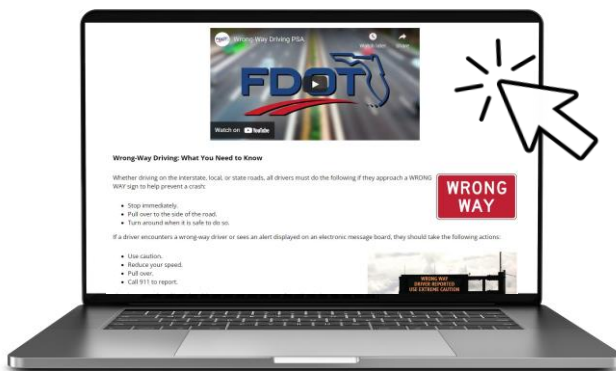 Wrong-Way Driving PSA
Watch later
Share
FDOT
Watch on YouTube
Wrong-Way Driving: What You Need to Know
Whether driving on the interstate, local, or state roads, all drivers must do the following if they approach a WRONG
WAY sign to help prevent a crash:
• Stop immediately.
• Pull over to the side of the road.
• Turn around when it is safe to do so.
WRONG
WAY
If a driver encounters a wrong-way driver or sees an alert displayed on an electronic message board, they should take the following actions:
• Use caution.
• Reduce your speed.
• Pull over.
• Call 911 to report.
WRONG WAY
DRIVER REPORTED
USE EXTREME CAUTION